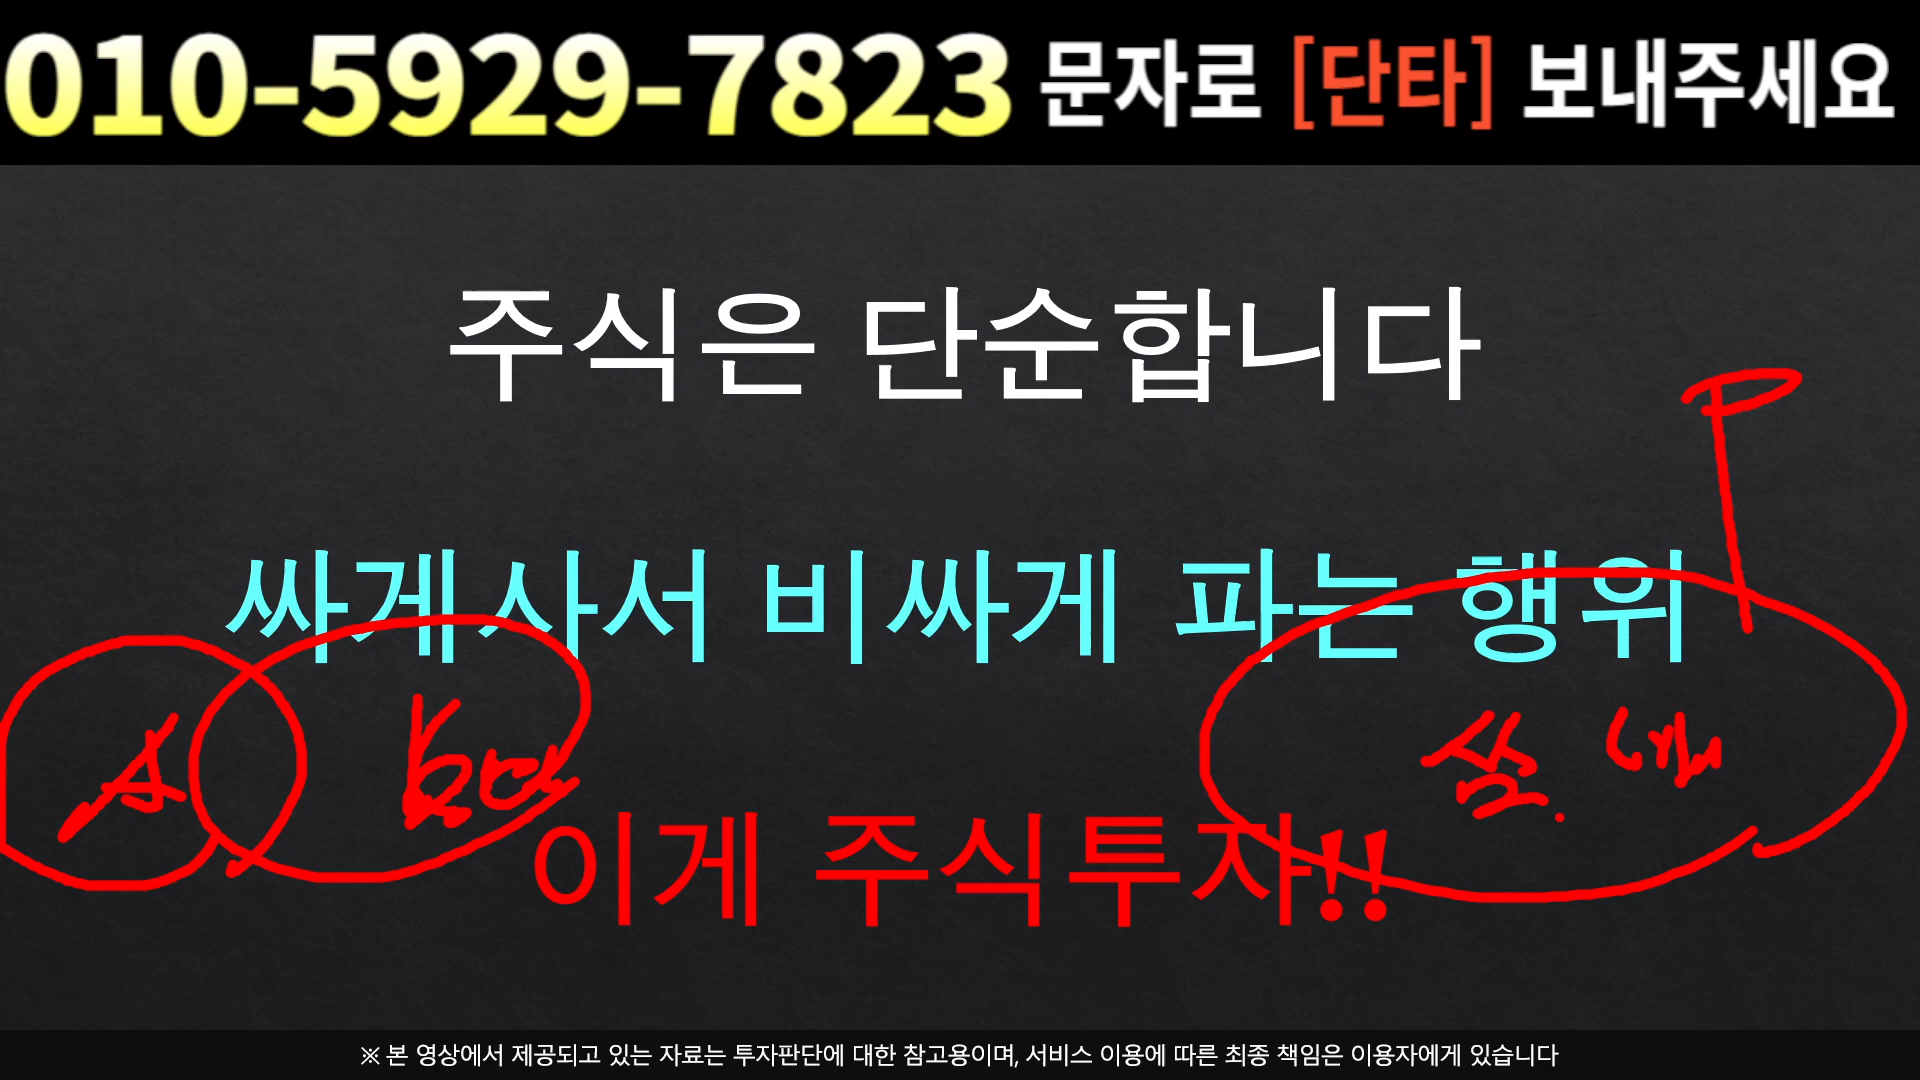 010-5929-7823 문자로 [단타] 보내주세요
주식은 단순합니다
싸게사서 비싸게 파는 행위
이게 주식투자!!
※ 본 영상에서 제공되고 있는 자료는 투자판단에 대한 참고용이며, 서비스 이용에 따른 최종 책임은 이용자에게 있습니다